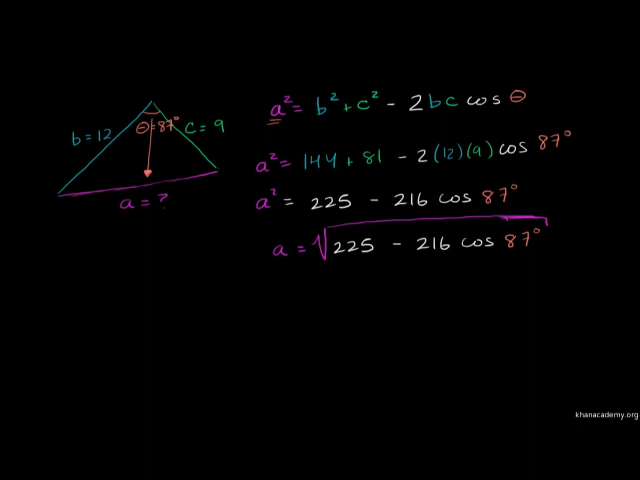 b = 12
θ = 87°
c = 9
a = ?
a² = b² + c² - 2bc cos θ
a² = 144 + 81 - 2(12)(9) cos 87°
a² = 225 - 216 cos 87°
a = √225 - 216 cos 87°
khanacademy.org